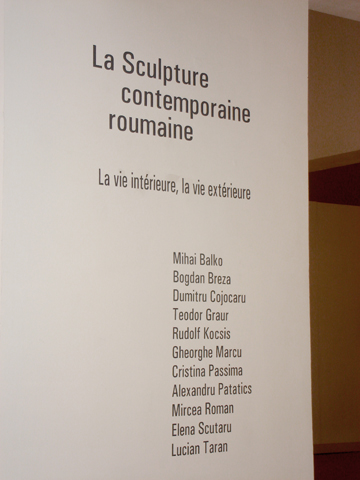 La Sculpture
contemporaine
roumaine
La vie intérieure, la vie extérieure
Mihai Balko
Bogdan Breza
Dumitru Cojocaru
Teodor Graur
Rudolf Kocsis
Gheorghe Marcu
Cristina Passima
Alexandru Patatics
Mircea Roman
Elena Scutaru
Lucian Taran